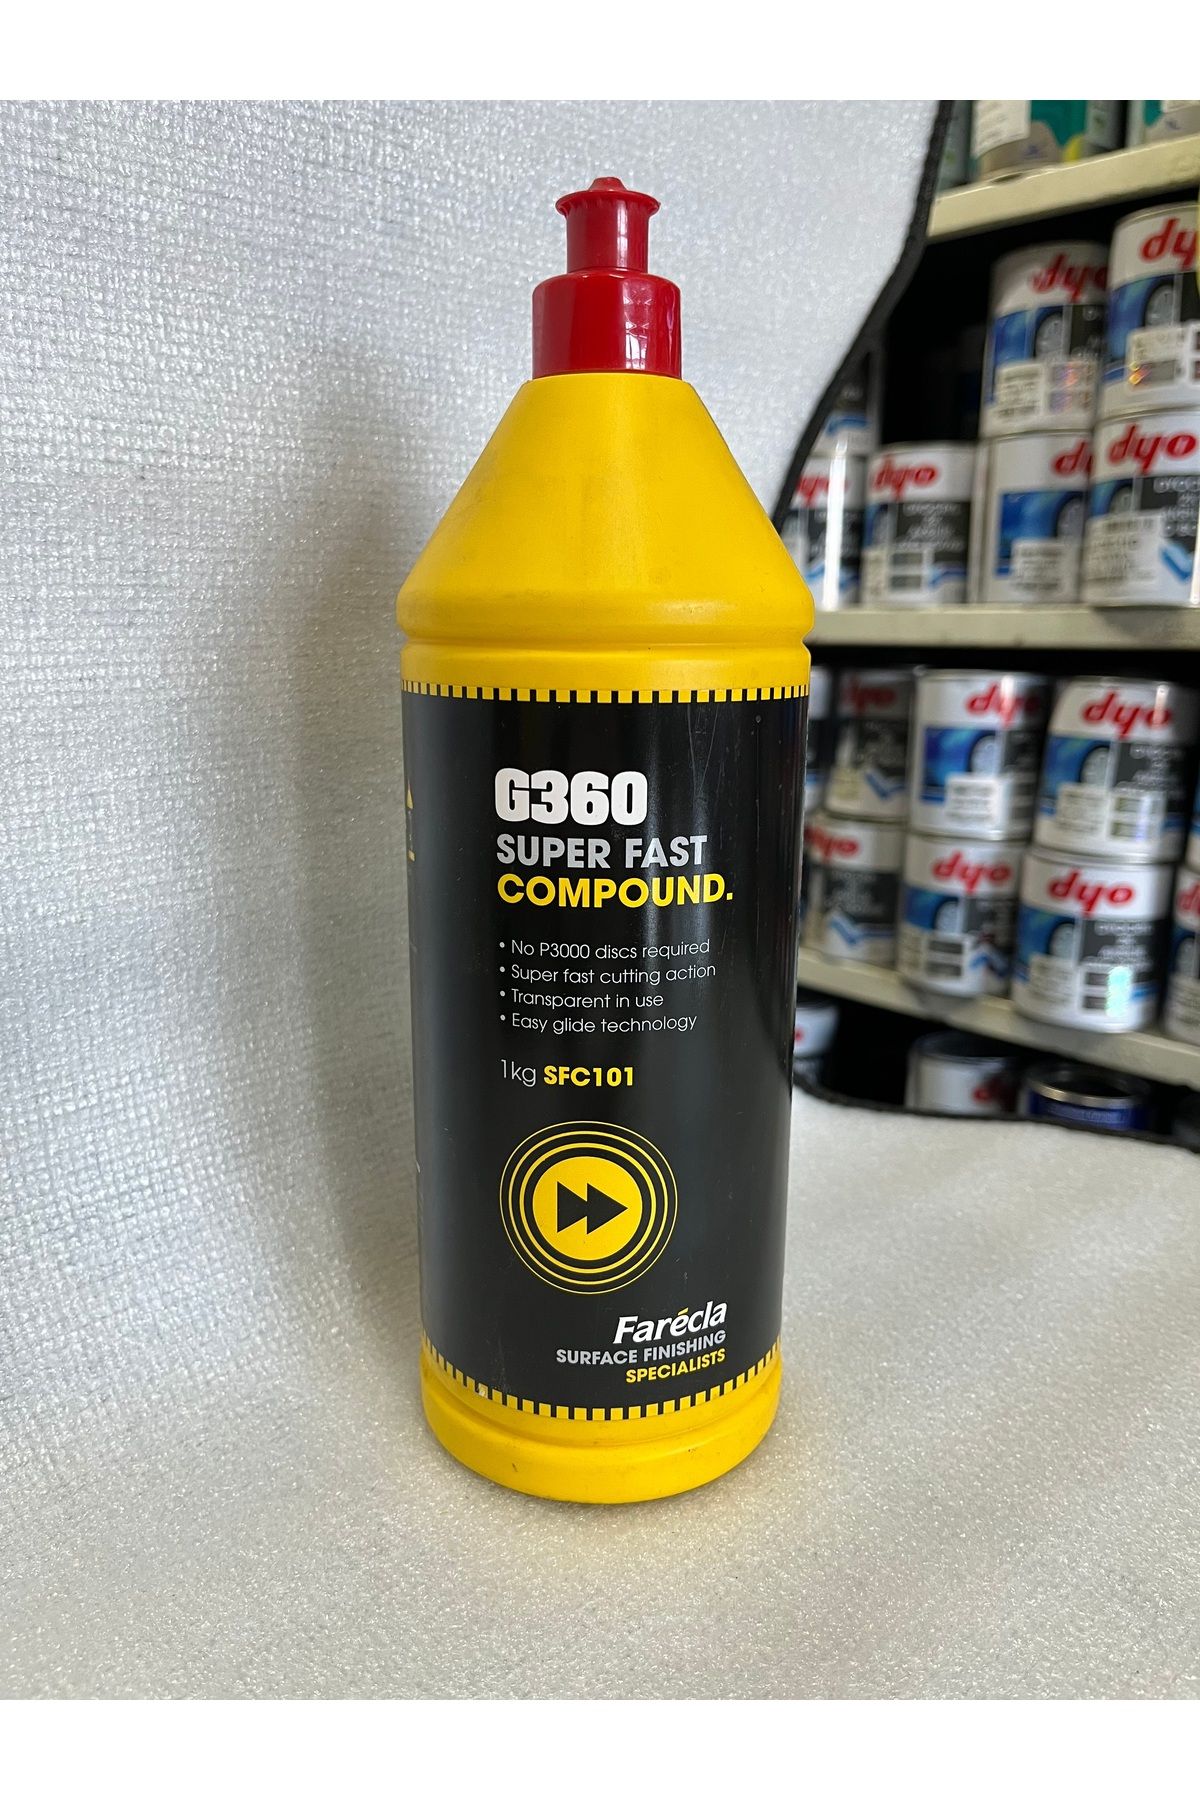 G360
SUPER FAST
COMPOUND.
• No P3000 discs required
• Super fast cutting action
• Transparent in use
• Easy glide technology
1kg SFC101
Farécla
SURFACE FINISHING
SPECIALISTS
dyo
dyo
dyo
dyo
dyo
dyo
dyo
dyo
dyo